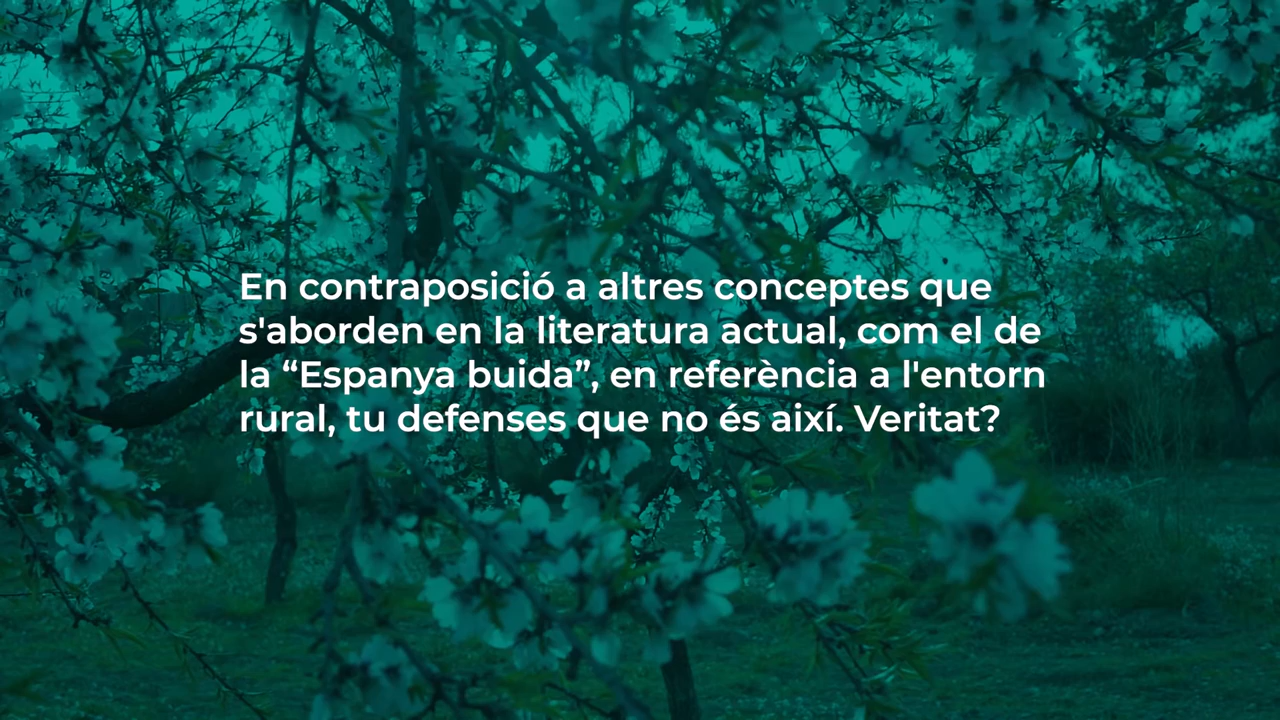 En contraposició a altres conceptes que
s'aborden en la literatura actual, com el de
la “Espanya buida”, en referència a l'entorn
rural, tu defenses que no és així. Veritat?